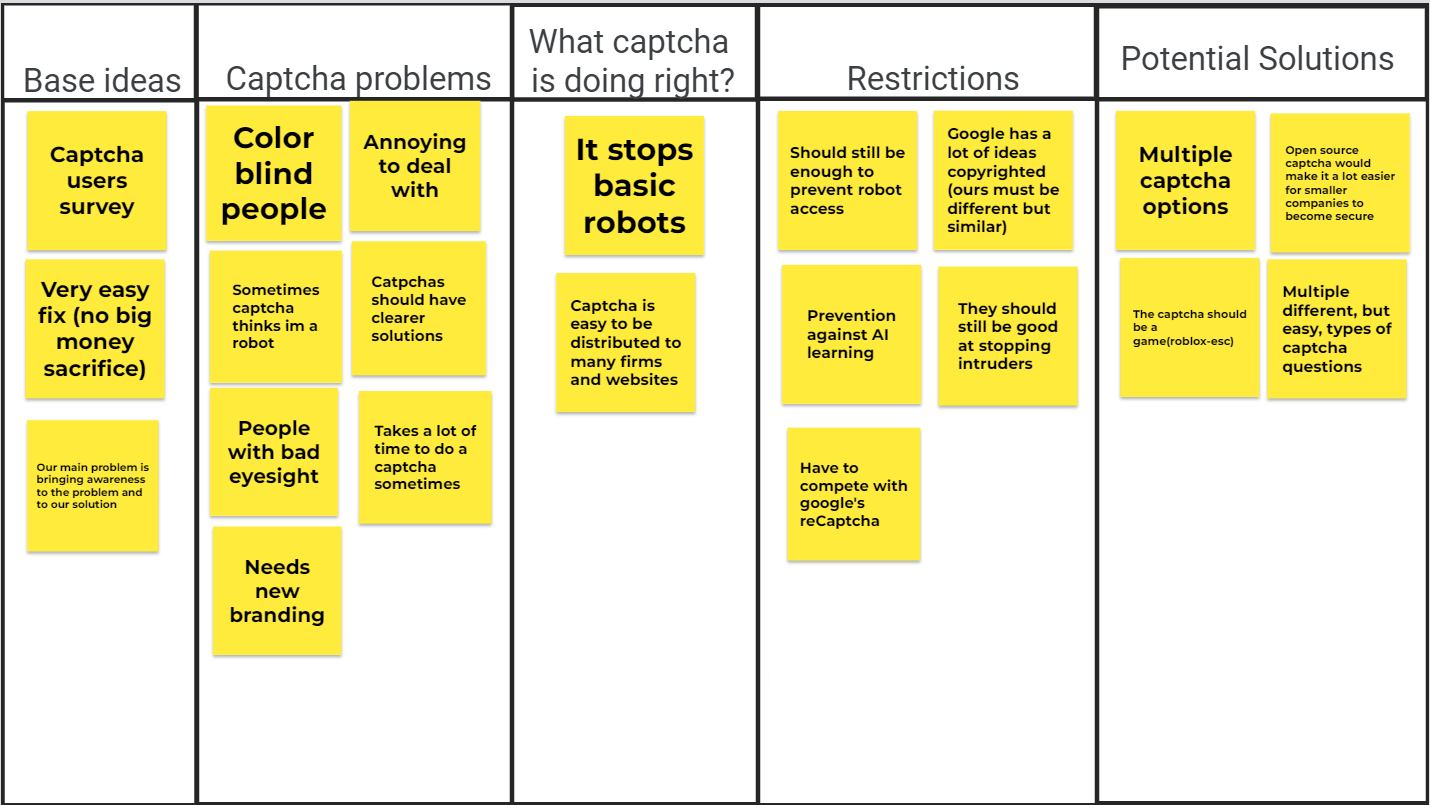 Base ideas
Captcha
users
survey
Very easy
fix (no big
money
sacrifice)
Our main problem is
bringing awareness
to the problem and
to our solution
Captcha problems
Color
blind
people
Annoying
to deal
with
Sometimes
captcha
thinks im a
robot
Catpchas
should have
clearer
solutions
People
with bad
eyesight
Takes a lot of
time to do a
captcha
sometimes
Needs
new
branding
What captcha
is doing right?
It stops
basic
robots
Captcha is
easy to be
distributed to
many firms
and websites
Restrictions
Should still be
enough to
prevent robot
access
Google has a
lot of ideas
copyrighted
(ours must be
different but
similar)
Prevention
against AI
learning
They should
still be good
at stopping
intruders
Have to
compete with
google's
reCaptcha
Potential Solutions
Multiple
captcha
options
Open source
captcha would
make it a lot easier
for smaller
companies to
become secure
The captcha should
be a
game(roblox-esc)
Multiple
different, but
easy, types of
captcha
questions